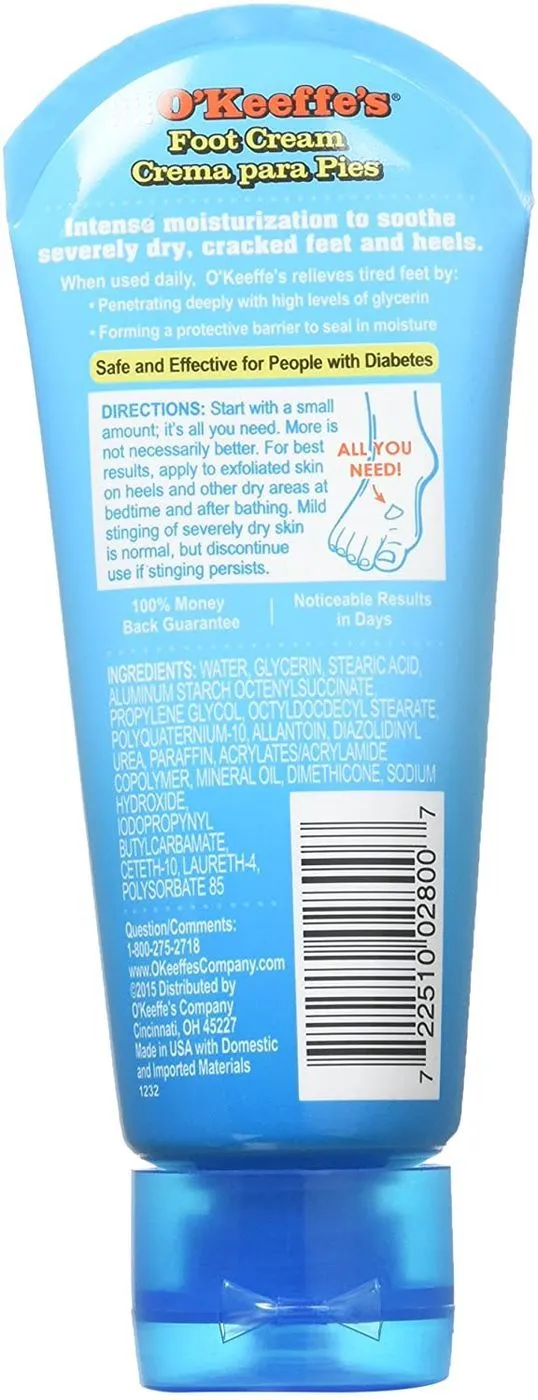 O'Keeffe's®
Foot Cream
Crema para Pies
Intense moisturization to soothe
severely dry, cracked feet and heels.
When used daily, O'Keeffe's relieves tired feet by:
• Penetrating deeply with high levels of glycerin
• Forming a protective barrier to seal in moisture
Safe and Effective for People with Diabetes
DIRECTIONS: Start with a small
amount; it's all you need. More is
not necessarily better. For best
results, apply to exfoliated skin
on heels and other dry areas at
bedtime and after bathing. Mild
stinging of severely dry skin
is normal, but discontinue
use if stinging persists.
ALL YOU
NEED!
100% Money
Back Guarantee
Noticeable Results
in Days
INGREDIENTS: WATER, GLYCERIN, STEARIC ACID,
ALUMINUM STARCH OCTENYLSUCCINATE,
PROPYLENE GLYCOL, OCTYLDOCDECYL STEARATE,
POLYQUATERNIUM-10, ALLANTOIN, DIAZOLIDINYL
UREA, PARAFFIN, ACRYLATES/ACRYLAMIDE
COPOLYMER, MINERAL OIL, DIMETHICONE, SODIUM
HYDROXIDE,
IODOPROPYNYL
BUTYLCARBAMATE,
CETETH-10, LAURETH-4,
POLYSORBATE 85
Question/Comments:
1-800-275-2718
www.OKeeffesCompany.com
©2015 Distributed by
O'Keeffe's Company
Cincinnati, OH 45227
Made in USA with Domestic
and Imported Materials
1232
7 22510 02800 7